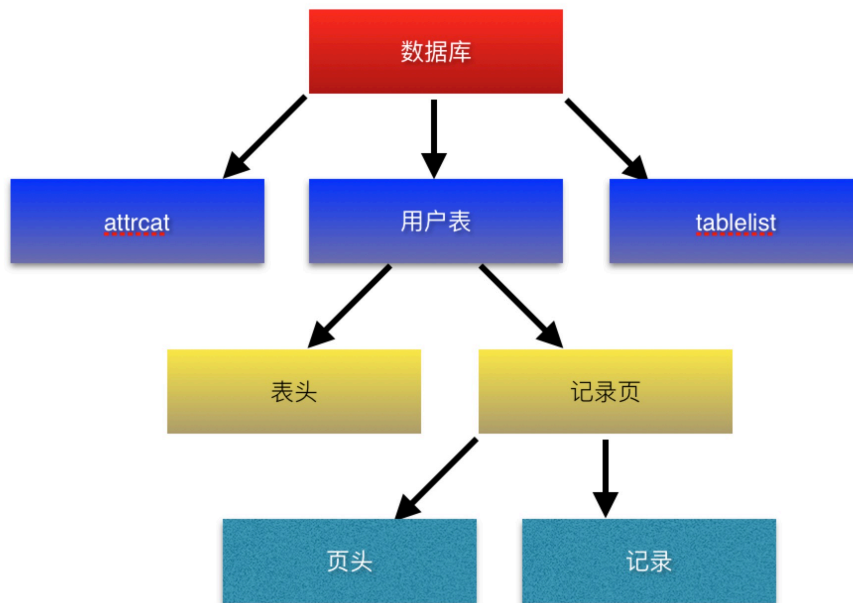 数据库
attrcat
用户表
tablelist
表头
记录页
页头
记录